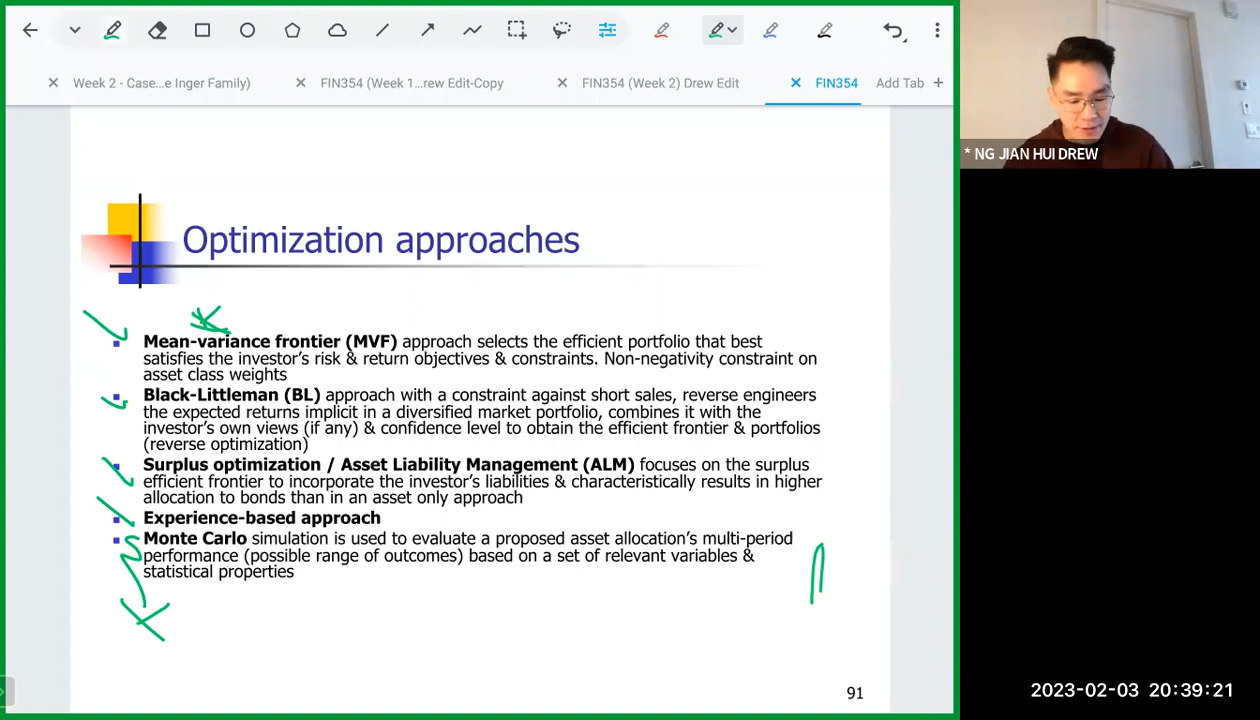 Week 2 - Case...e Inger Family)
FIN354 (Week 1...rew Edit-Copy
FIN354 (Week 2) Drew Edit
FIN354
Add Tab +
* NG JIAN HUI DREW
Optimization approaches
Mean-variance frontier (MVF) approach selects the efficient portfolio that best
satisfies the investor's risk & return objectives & constraints. Non-negativity constraint on
asset class weights
Black-Littleman (BL) approach with a constraint against short sales, reverse engineers
the expected returns implicit in a diversified market portfolio, combines it with the
investor's own views (if any) & confidence level to obtain the efficient frontier & portfolios
(reverse optimization)
Surplus optimization / Asset Liability Management (ALM) focuses on the surplus
efficient frontier to incorporate the investor's liabilities & characteristically results in higher
allocation to bonds than in an asset only approach
Experience-based approach
Monte Carlo simulation is used to evaluate a proposed asset allocation's multi-period
performance (possible range of outcomes) based on a set of relevant variables &
statistical properties
91
2023-02-03 20:39:21